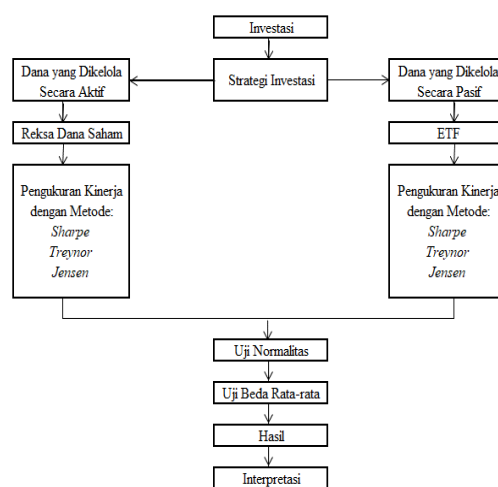 Investasi
Dana yang Dikelola
Secara Aktif
Strategi Investasi
Dana yang Dikelola
Secara Pasif
Reksa Dana Saham
ETF
Pengukuran Kinerja
dengan Metode:
Sharpe
Treynor
Jensen
Pengukuran Kinerja
dengan Metode:
Sharpe
Treynor
Jensen
Uji Normalitas
Uji Beda Rata-rata
Hasil
Interpretasi